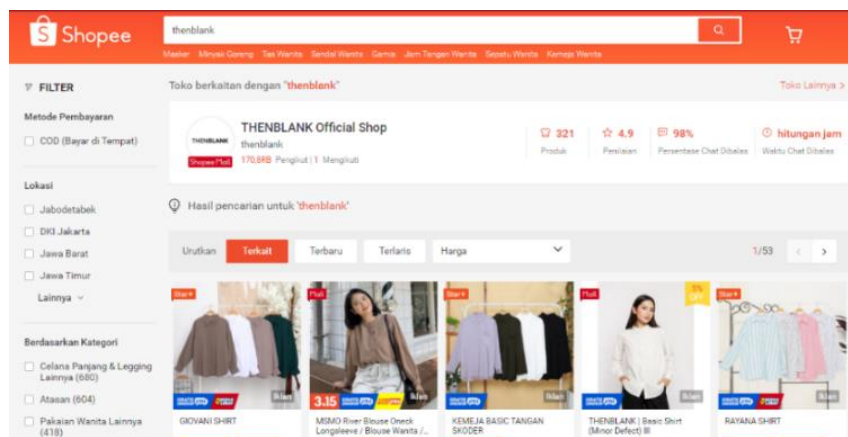 Shopee
thenblank
Masker Minyak Goreng Tas Wanita Sandal Wanita Gamis Jam Tangan Wanita Sepatu Wanita Kemeja Wanita
FILTER
Toko berkaitan dengan "thenblank"
Toko Lainnya >
Metode Pembayaran
COD (Bayar di Tempat)
THENBLANK
Shopee Mall
THENBLANK Official Shop
thenblank
170,8RB Pengikut | 1 Mengikuti
321
Produk
4.9
Penilaian
98%
Persentase Chat Dibalas
hitungan jam
Waktu Chat Dibalas
Lokasi
Jabodetabek
DKI Jakarta
Jawa Barat
Jawa Timur
Lainnya
Hasil pencarian untuk 'thenblank'
Urutkan Terkait Terbaru Terlaris Harga
1/53
Berdasarkan Kategori
Celana Panjang & Legging
Lainnya (680)
Atasan (604)
Pakaian Wanita Lainnya
(418)
Star+
Iklan
GIOVANI SHIRT
Mall
3.15
Iklan
MSMO River Blouse Oneck
Longsleeve / Blouse Wanita /...
Star+
Iklan
KEMEJA BASIC TANGAN
SKODER
Mall
5%
OFF
Iklan
THENBLANK | Basic Shirt
(Minor Defect) III
Star+
Iklan
RAYANA SHIRT